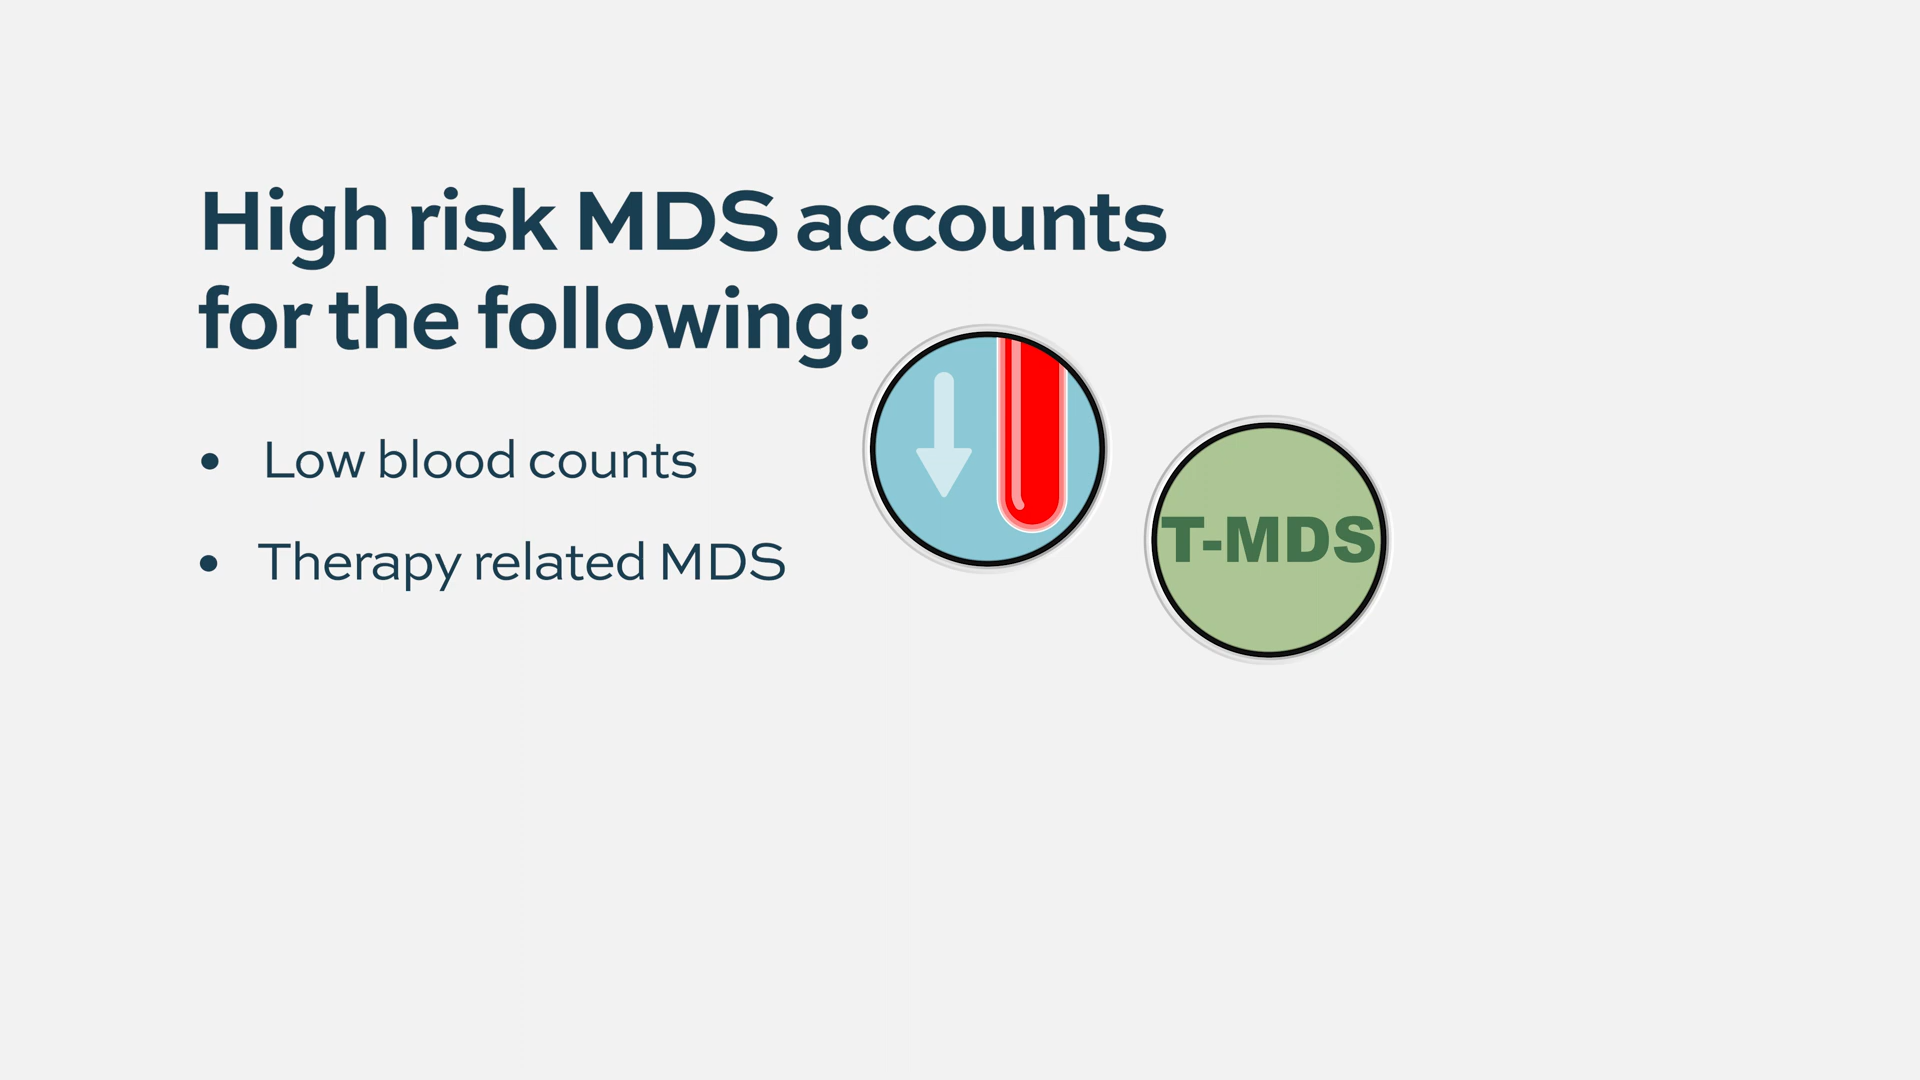 High risk MDS accounts
for the following:
• Low blood counts
• Therapy related MDS
T-MDS